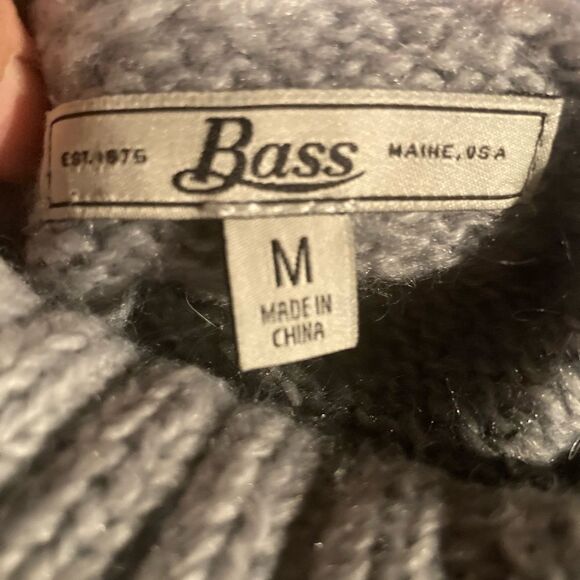 EST. 1876 Bass MAINE, USA
M
MADE IN
CHINA